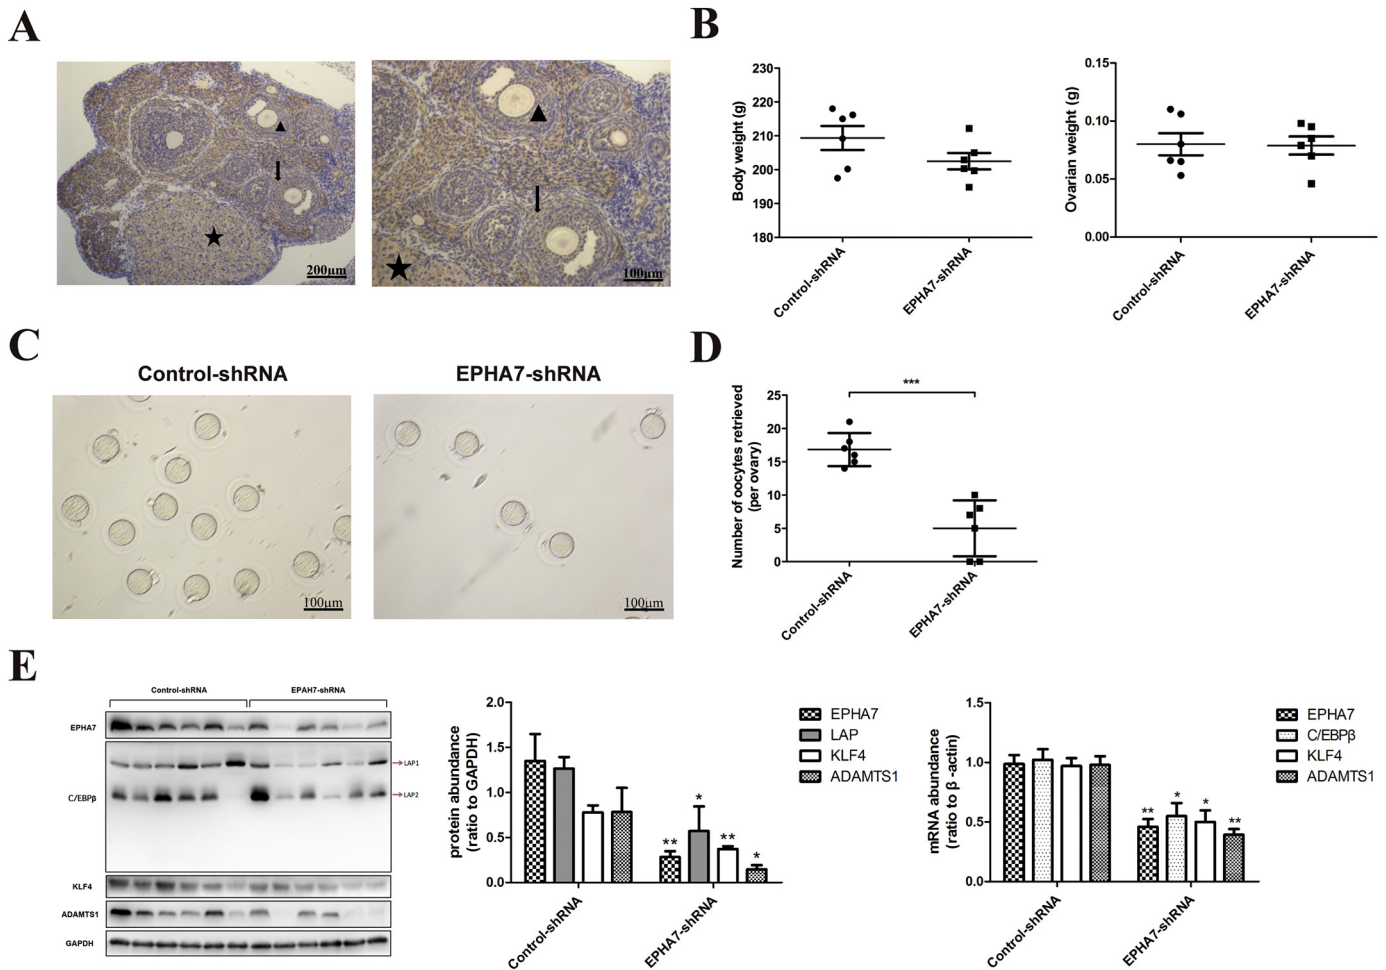 A
200µm
100µm
B
Body weight (g)
230
220
210
200
190
180
Control-shRNA
EPHA7-shRNA
Ovarian weight (g)
0.15
0.10
0.05
0.00
Control-shRNA
EPHA7-shRNA
C
Control-shRNA
EPHA7-shRNA
100µm
100µm
D
Number of oocytes retrieved
(per ovary)
25
20
15
10
5
0
***
Control-shRNA
EPHA7-shRNA
E
Control-shRNA
EPAH7-shRNA
EPHA7
C/EBPβ
LAP1
LAP2
KLF4
ADAMTS1
GAPDH
protein abundance
(ratio to GAPDH)
2.0
1.5
1.0
0.5
0.0
**
*
**
*
Control-shRNA
EPHA7-shRNA
EPHA7
LAP
KLF4
ADAMTS1
mRNA abundance
(ratio to β -actin)
1.5
1.0
0.5
0.0
**
*
*
**
Control-shRNA
EPHA7-shRNA
EPHA7
C/EBPβ
KLF4
ADAMTS1